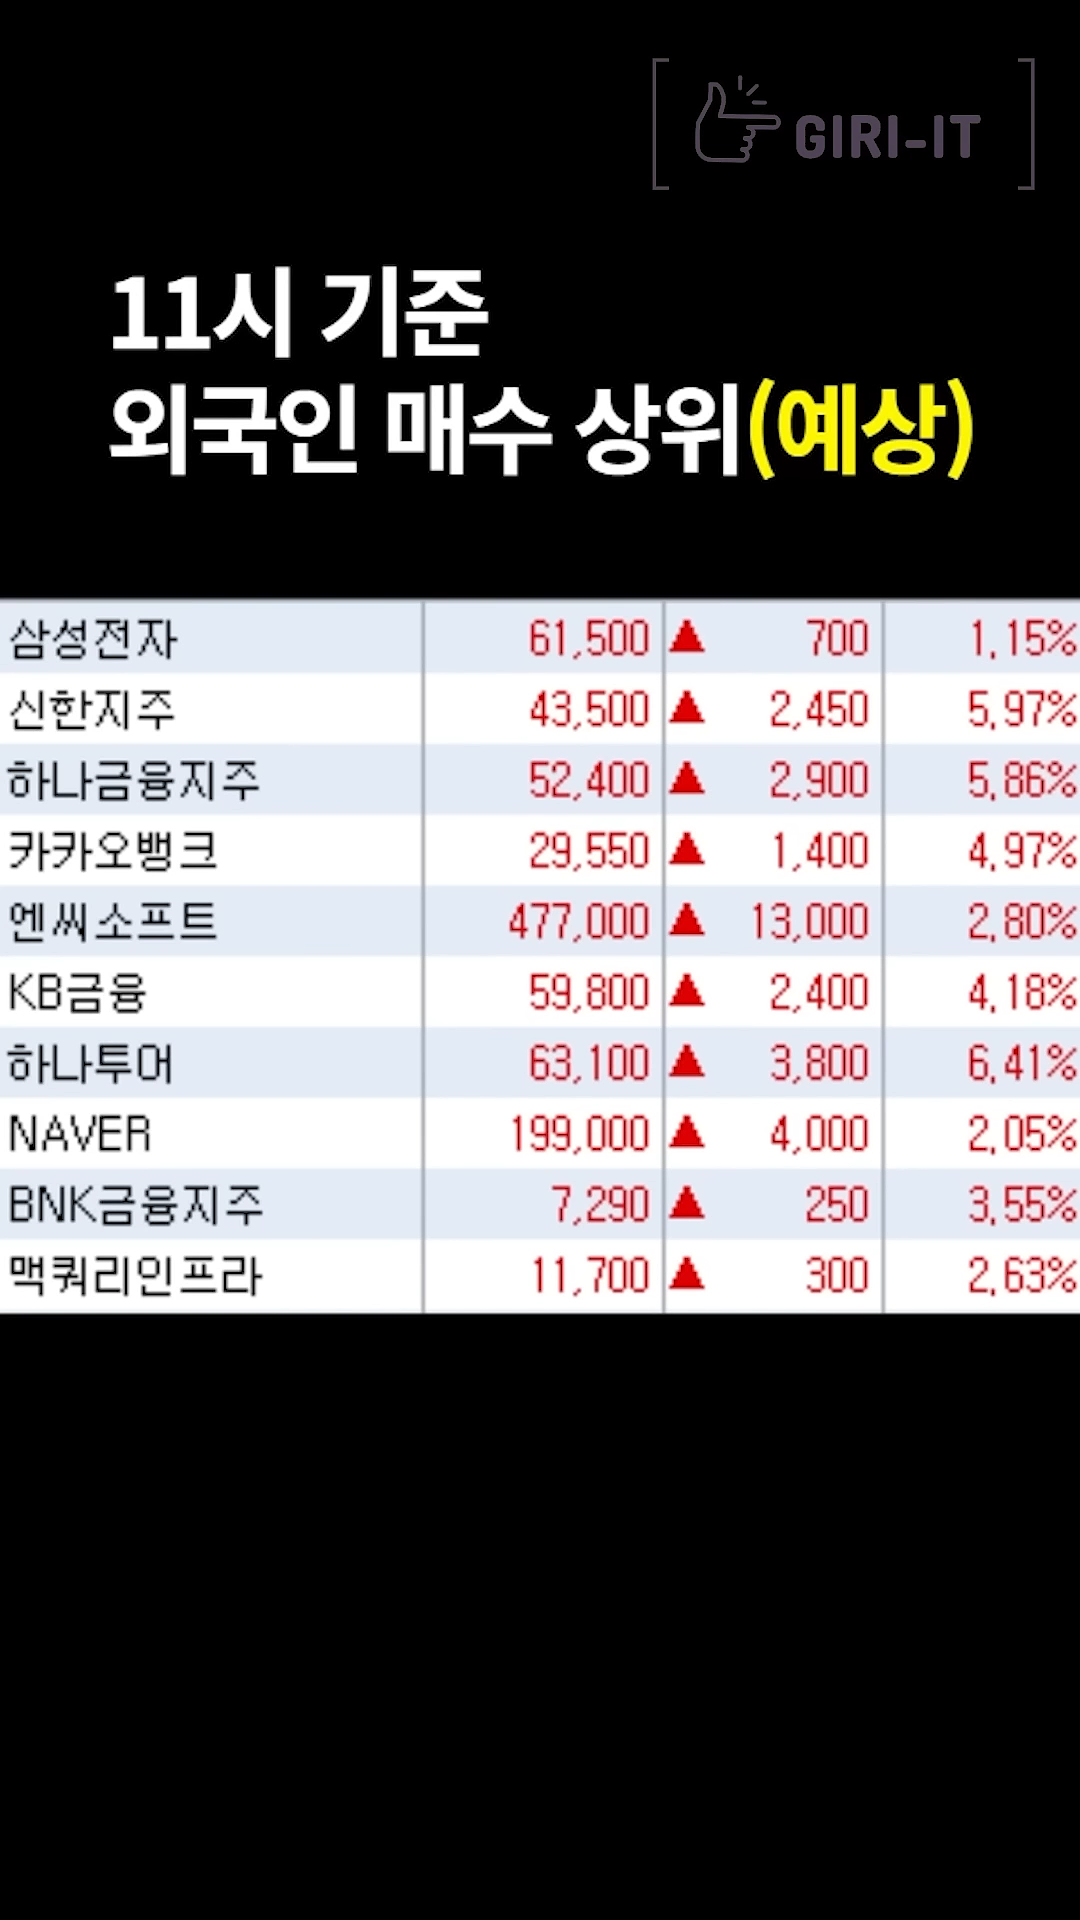 GIRI-IT
11시 기준
외국인 매수 상위(예상)
삼성전자 61,500 ▲ 700 1.15%
신한지주 43,500 ▲ 2,450 5.97%
하나금융지주 52,400 ▲ 2,900 5.86%
카카오뱅크 29,550 ▲ 1,400 4.97%
엔씨소프트 477,000 ▲ 13,000 2.80%
KB금융 59,800 ▲ 2,400 4.18%
하나투어 63,100 ▲ 3,800 6.41%
NAVER 199,000 ▲ 4,000 2.05%
BNK금융지주 7,290 ▲ 250 3.55%
맥쿼리인프라 11,700 ▲ 300 2.63%